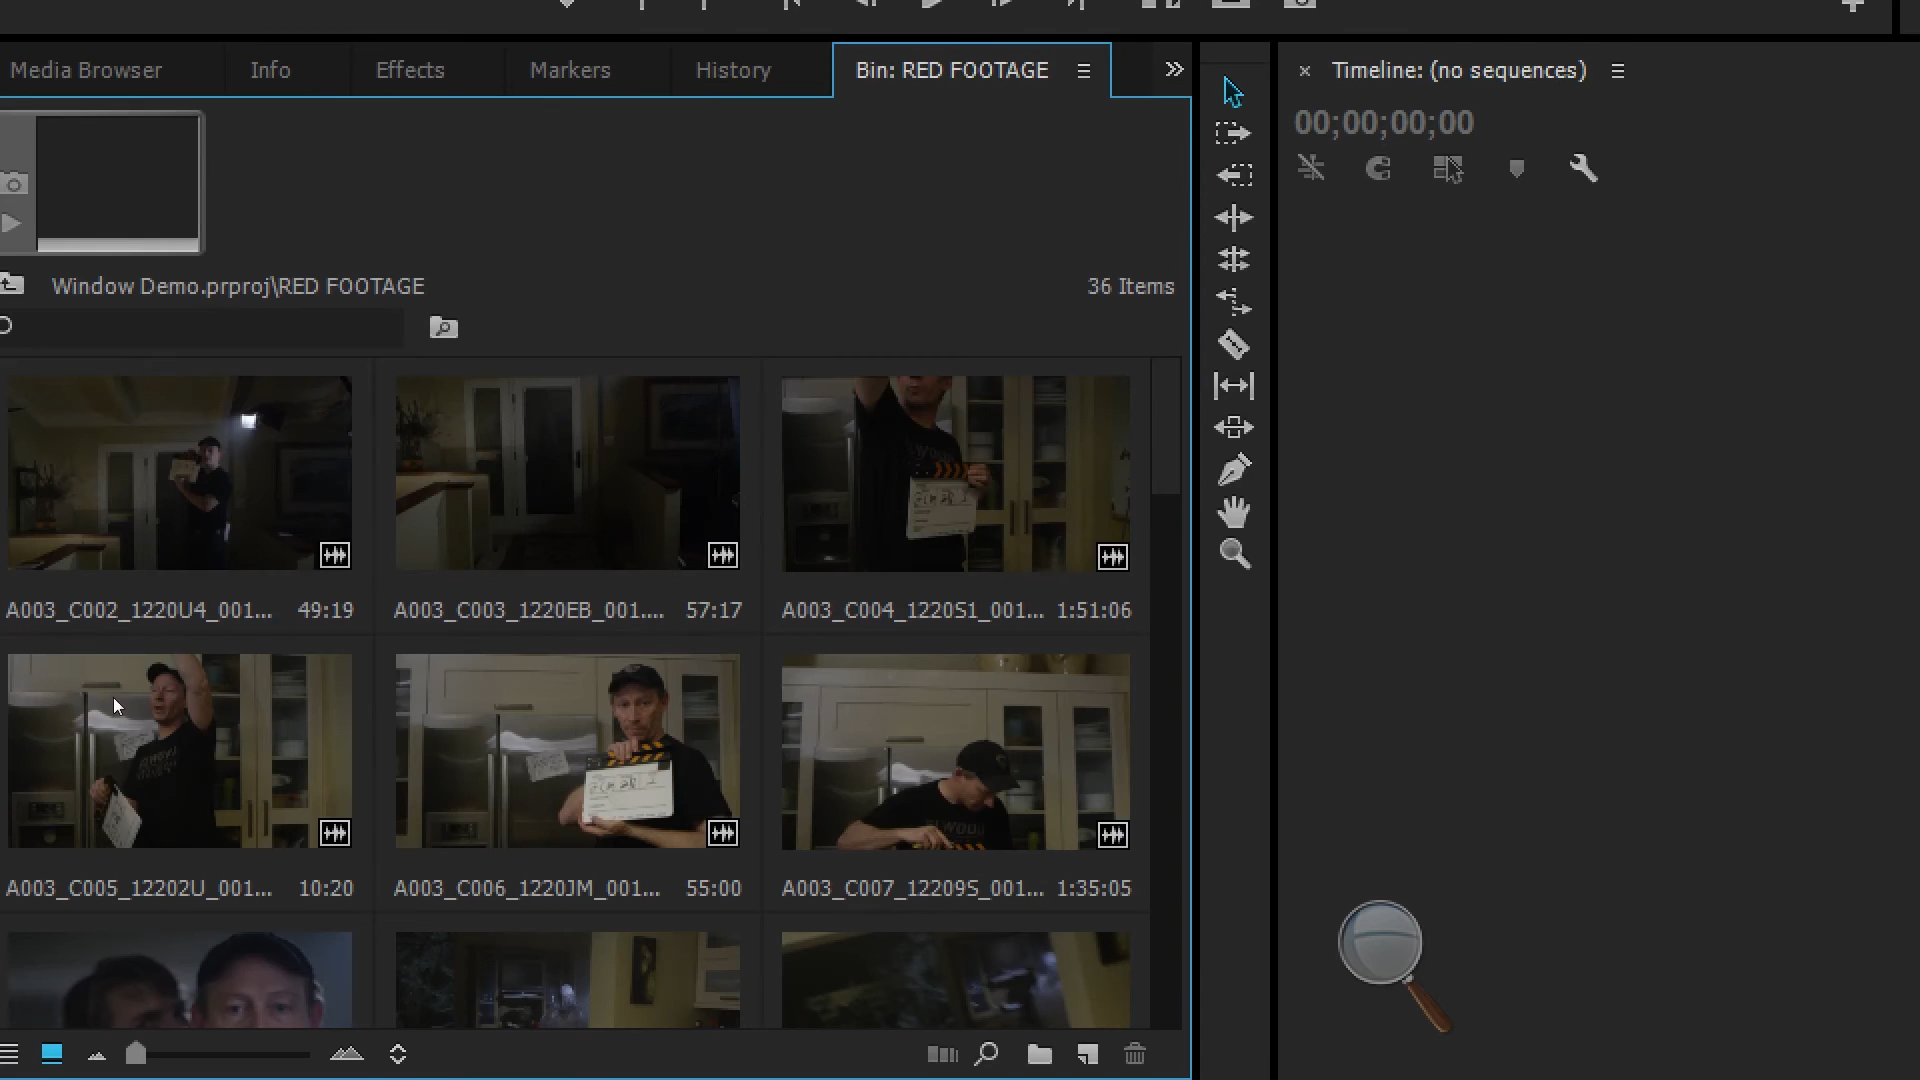 Media Browser Info Effects Markers History Bin: RED FOOTAGE
Timeline: (no sequences)
00;00;00;00
Window Demo.prproj\RED FOOTAGE 36 Items
A003_C002_1220U4_001... 49:19
A003_C003_1220EB_001.... 57:17
A003_C004_1220S1_001... 1:51:06
A003_C005_12202U_001... 10:20
A003_C006_1220JM_001... 55:00
A003_C007_12209S_001... 1:35:05